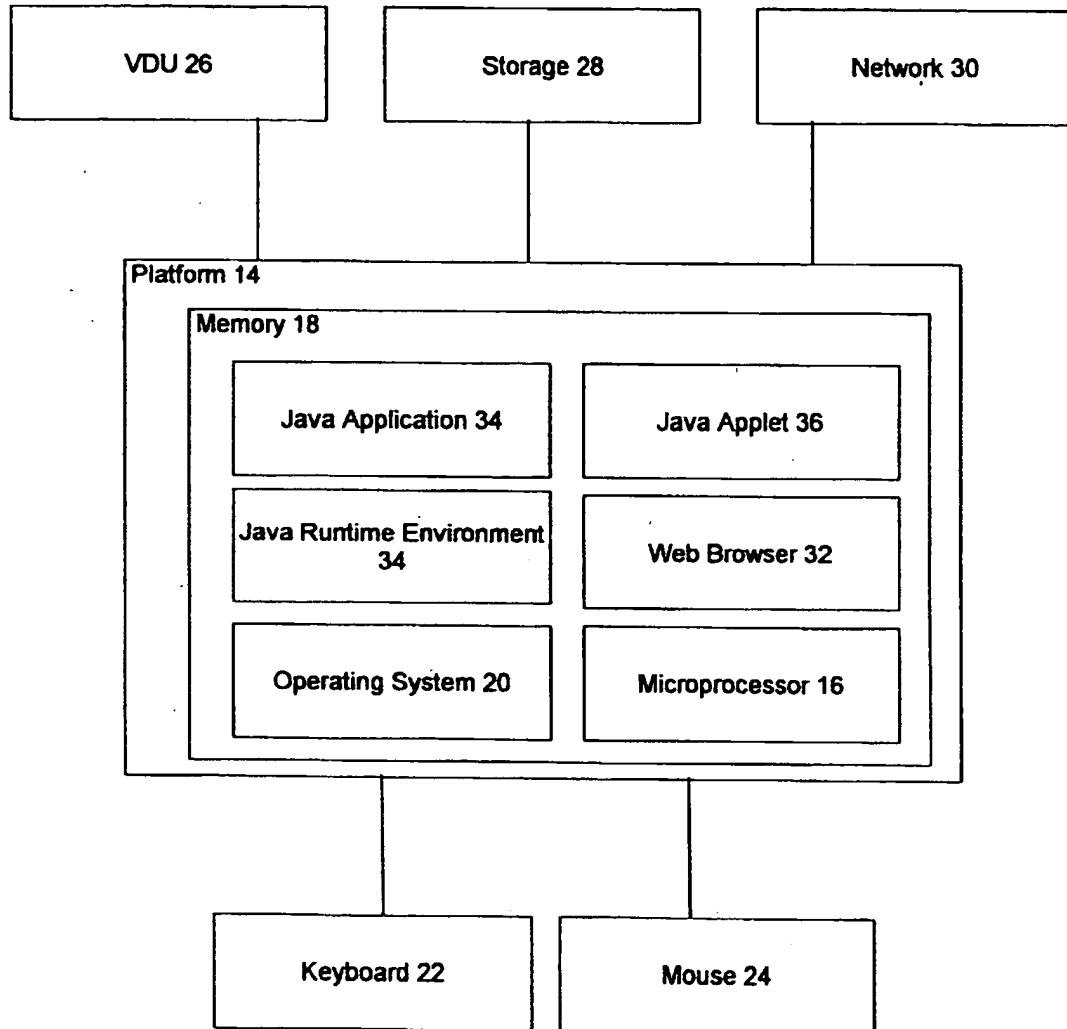 VDU 26
Storage 28
Network 30
Platform 14
Memory 18
Java Application 34
Java Applet 36
Java Runtime Environment
34
Web Browser 32
Operating System 20
Microprocessor 16
Keyboard 22
Mouse 24